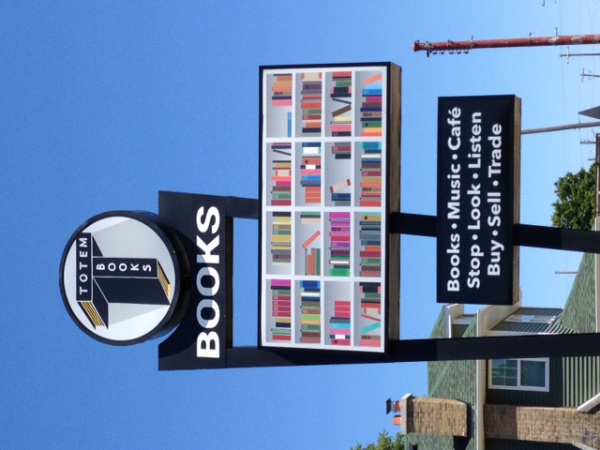 TOTEM
BOOKS
BOOKS
Books • Music • Café
Stop • Look • Listen
Buy • Sell • Trade